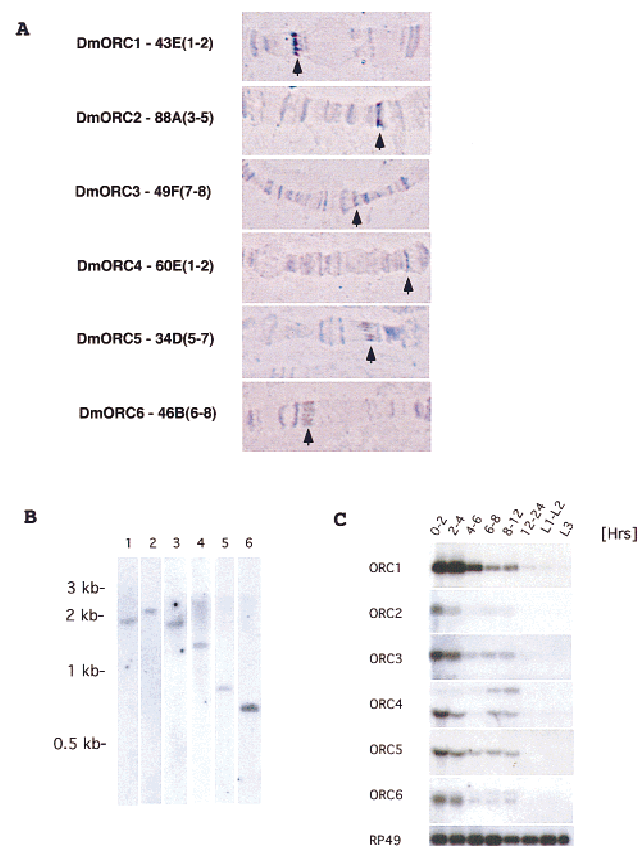 A
DmORC1 - 43E(1-2)
DmORC2 - 88A(3-5)
DmORC3 - 49F(7-8)
DmORC4 - 60E(1-2)
DmORC5 - 34D(5-7)
DmORC6 - 46B(6-8)
B
1 2 3 4 5 6
3 kb-
2 kb-
1 kb-
0.5 kb-
C
0-2 2-4 4-6 6-8 8-12 12-24 L1-L2 L3 [Hrs]
ORC1
ORC2
ORC3
ORC4
ORC5
ORC6
RP49